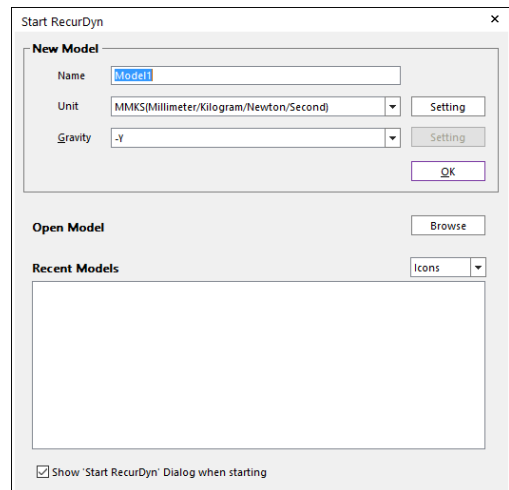 Start RecurDyn
New Model
Name Model1
Unit MMKS(Millimeter/Kilogram/Newton/Second) Setting
Gravity -Y Setting
OK
Open Model Browse
Recent Models Icons
Show 'Start RecurDyn' Dialog when starting